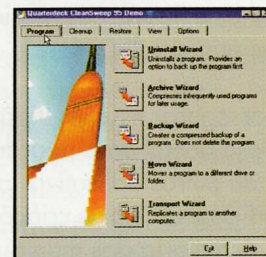 Quarterdeck CleanSweep 95 Demo
Program Cleanup Restore View Options
Uninstall Wizard
Uninstalls a program. Provides an
option to back up the program first.
Archive Wizard
Compresses infrequently used programs
for later usage.
Backup Wizard
Creates a compressed backup of a
program. Does not delete the program.
Move Wizard
Moves a program to a different drive or
folder.
Transport Wizard
Replicates a program to another
computer.
Exit Help